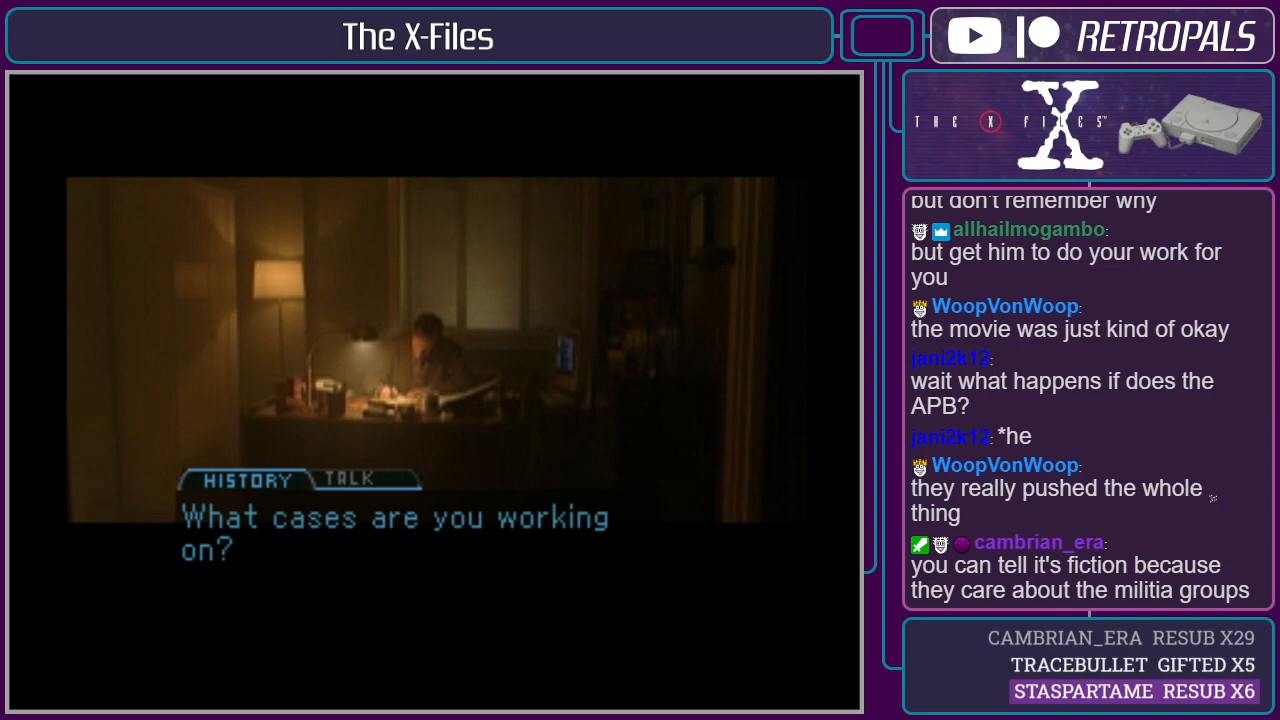 The X-Files
RETROPALS
THE X FILES™
X
but don't remember why
allhailmogambo:
but get him to do your work for
you
WoopVonWoop:
the movie was just kind of okay
jani2k12:
wait what happens if does the
APB?
jani2k12: *he
WoopVonWoop:
they really pushed the whole
thing
cambrian_era:
you can tell it's fiction because
they care about the militia groups
HISTORY TALK
What cases are you working
on?
CAMBRIAN_ERA RESUB X29
TRACEBULLET GIFTED X5
STASPARTAME RESUB X6